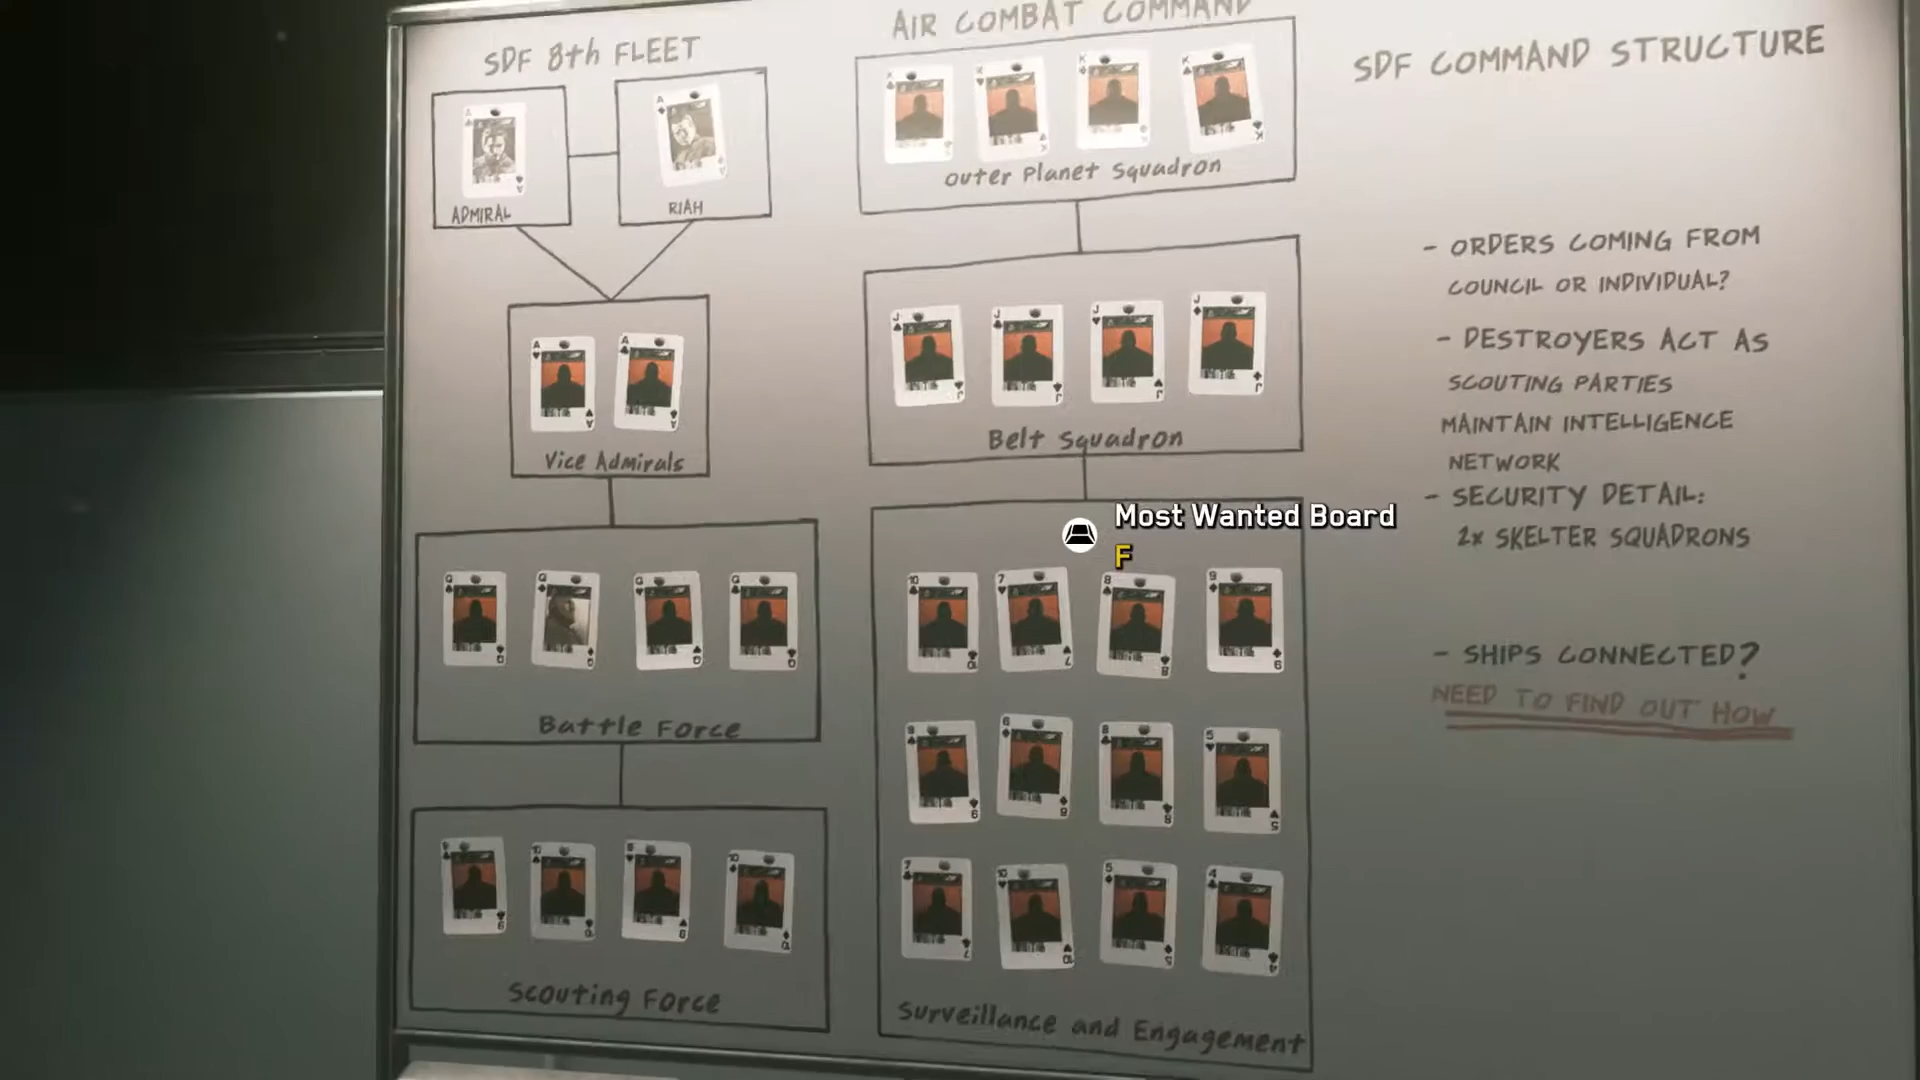 SDF 8th FLEET
ADMIRAL
RIAH
Vice Admirals
Battle Force
Scouting Force
AIR COMBAT COMMAND
Outer Planet Squadron
Belt Squadron
Most Wanted Board
F
Surveillance and Engagement
SDF COMMAND STRUCTURE
- ORDERS COMING FROM
COUNCIL OR INDIVIDUAL?
- DESTROYERS ACT AS
SCOUTING PARTIES
MAINTAIN INTELLIGENCE
NETWORK
- SECURITY DETAIL:
2x SKELTER SQUADRONS
- SHIPS CONNECTED?
NEED TO FIND OUT HOW